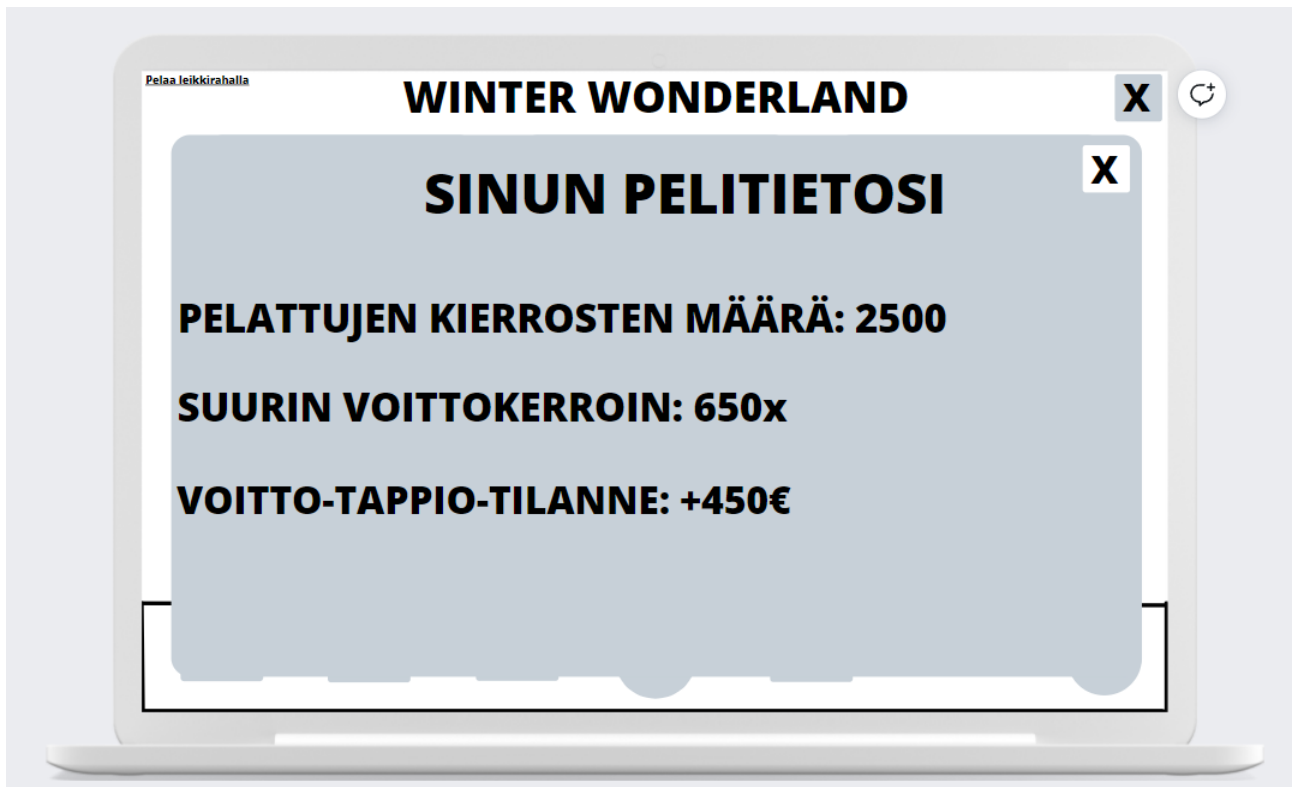 Pelaa leikkirahalla
WINTER WONDERLAND
X
X
SINUN PELITIETOSI
PELATTUJEN KIERROSTEN MÄÄRÄ: 2500
SUURIN VOITTOKERROIN: 650x
VOITTO-TAPPIO-TILANNE: +450€